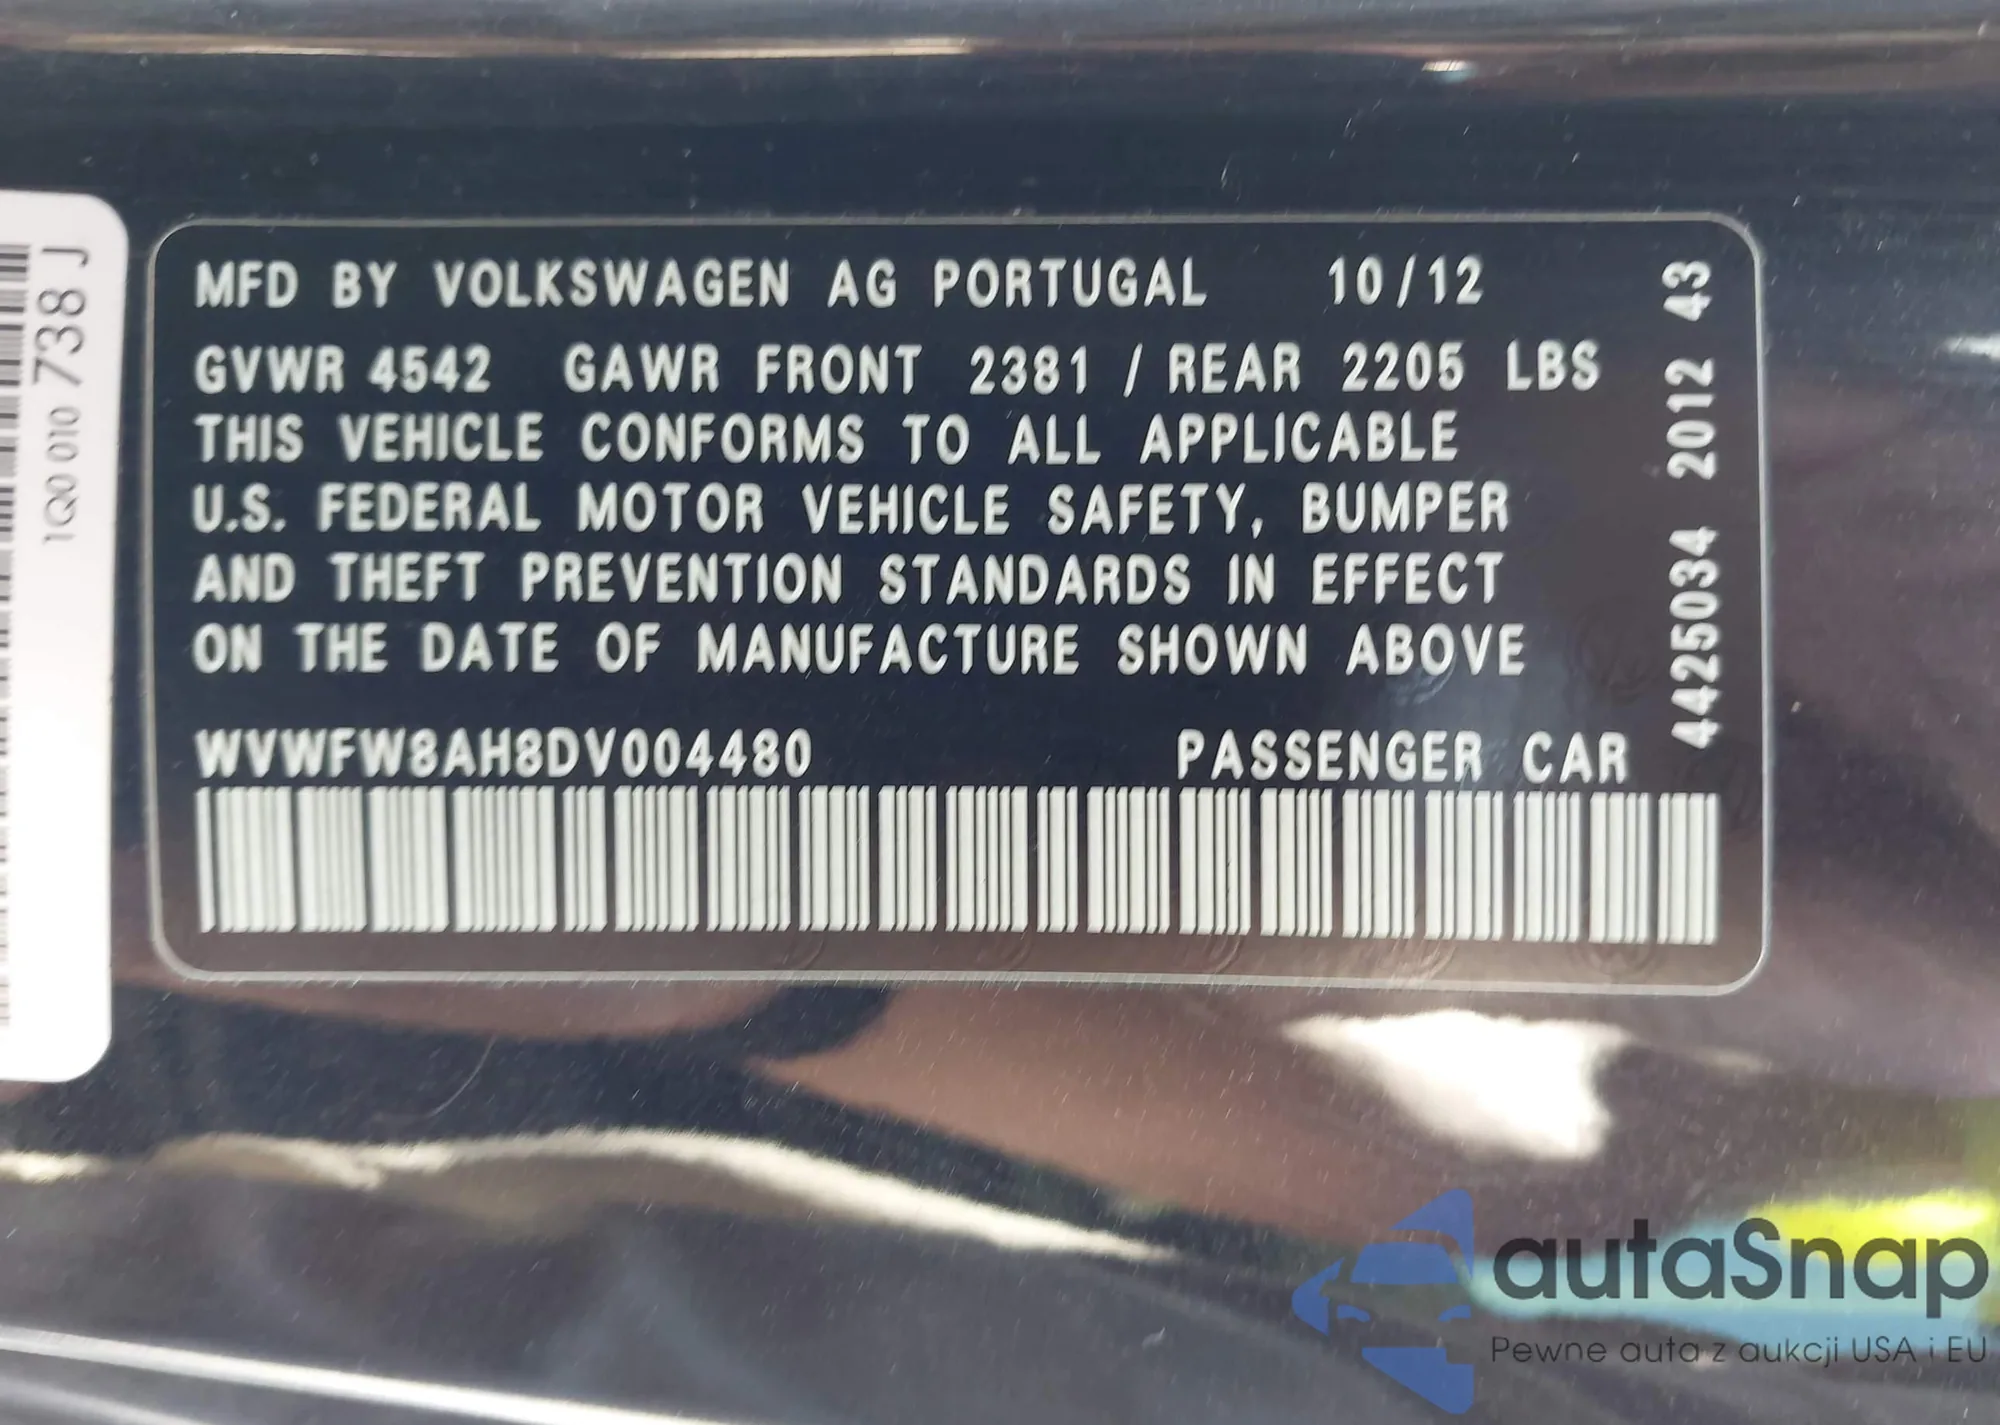 MFD BY VOLKSWAGEN AG PORTUGAL 10/12
GVWR 4542 GAWR FRONT 2381 / REAR 2205 LBS
THIS VEHICLE CONFORMS TO ALL APPLICABLE
U.S. FEDERAL MOTOR VEHICLE SAFETY, BUMPER
AND THEFT PREVENTION STANDARDS IN EFFECT
ON THE DATE OF MANUFACTURE SHOWN ABOVE
WVWFW8AH8DV004480 PASSENGER CAR
4425034 2012 43
1Q0 010 738 J
autaSnap
Pewne auta z aukcji USA i EU